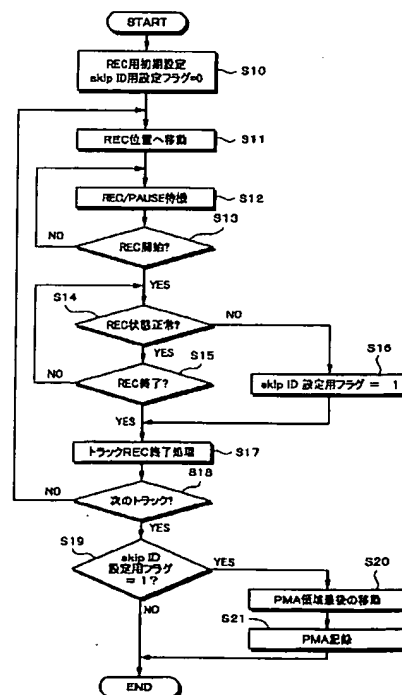 START
REC用初期設定
skip ID用設定フラグ=0
S10
REC位置へ移動
S11
REC/PAUSE待機
S12
S13
REC開始?
NO
YES
S14
REC状態正常?
NO
YES
S15
S16
REC終了?
NO
skip ID 設定用フラグ = 1
YES
トラックREC終了処理
S17
S18
次のトラック?
NO
YES
S19
skip ID
設定用フラグ
= 1?
YES
S20
NO
PMA領域最後の移動
S21
PMA記録
END